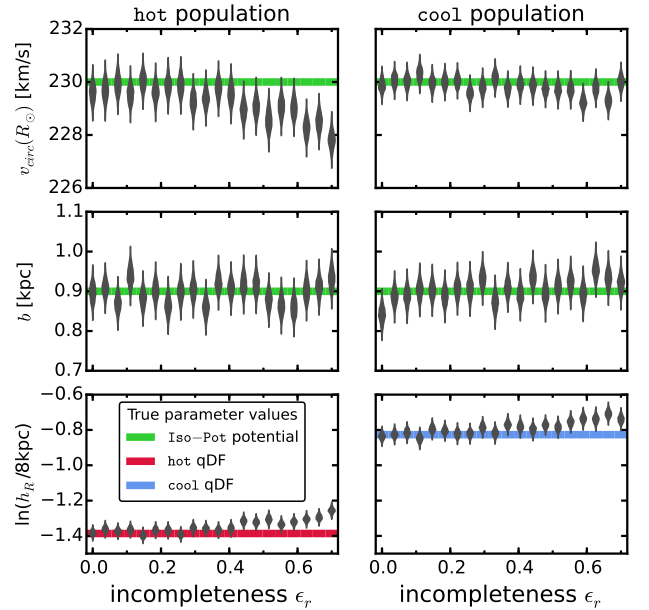 hot population
cool population
232
230
228
226
v_circ(R_⊙) [km/s]
1.1
1.0
0.9
0.8
0.7
b [kpc]
−0.6
−0.8
−1.0
−1.2
−1.4
ln(h_R/8kpc)
True parameter values
Iso−Pot potential
hot qDF
cool qDF
0.0 0.2 0.4 0.6
0.0 0.2 0.4 0.6
incompleteness ϵ_r
incompleteness ϵ_r